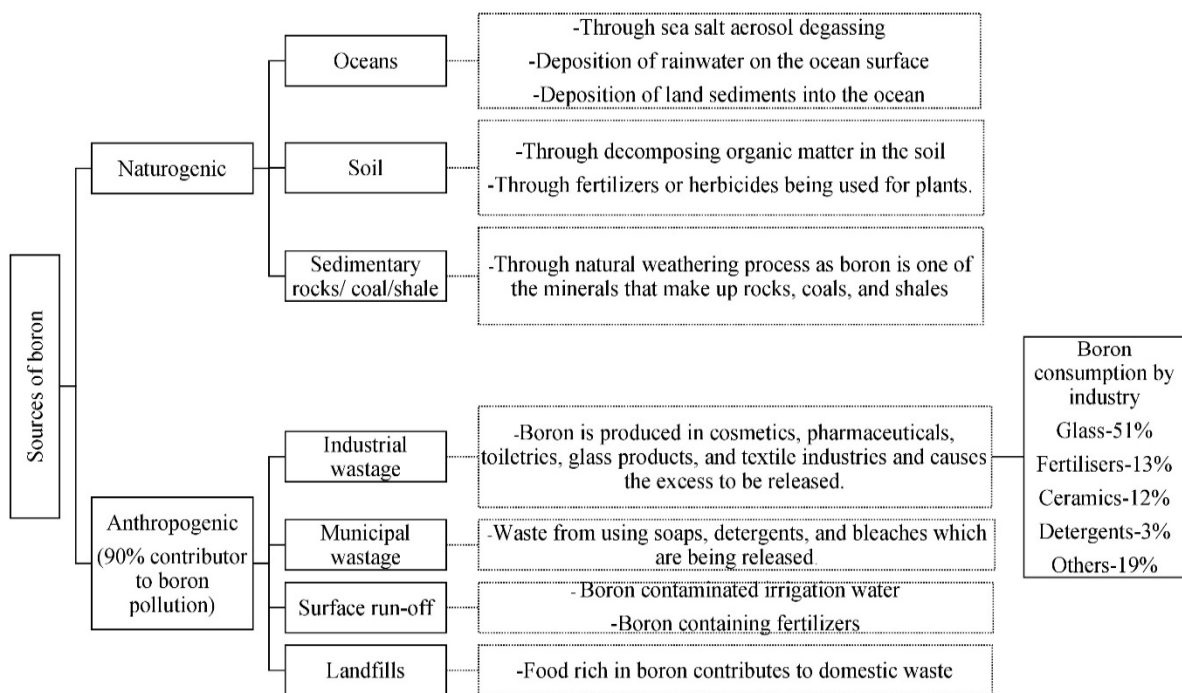 Sources of boron
Naturogenic
Oceans
-Through sea salt aerosol degassing
-Deposition of rainwater on the ocean surface
-Deposition of land sediments into the ocean
Soil
-Through decomposing organic matter in the soil
-Through fertilizers or herbicides being used for plants.
Sedimentary
rocks/ coal/shale
-Through natural weathering process as boron is one of
the minerals that make up rocks, coals, and shales
Anthropogenic
(90% contributor
to boron
pollution)
Industrial
wastage
-Boron is produced in cosmetics, pharmaceuticals,
toiletries, glass products, and textile industries and causes
the excess to be released.
Boron
consumption by
industry
Glass-51%
Fertilisers-13%
Ceramics-12%
Detergents-3%
Others-19%
Municipal
wastage
-Waste from using soaps, detergents, and bleaches which
are being released.
Surface run-off
- Boron contaminated irrigation water
-Boron containing fertilizers
Landfills
-Food rich in boron contributes to domestic waste